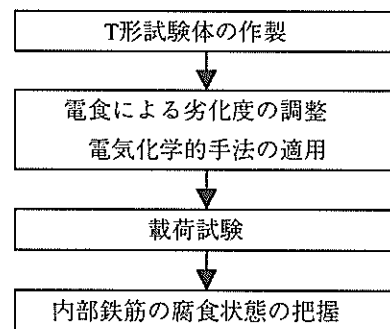 T形試験体の作製
電食による劣化度の調整
電気化学的手法の適用
載荷試験
内部鉄筋の腐食状態の把握